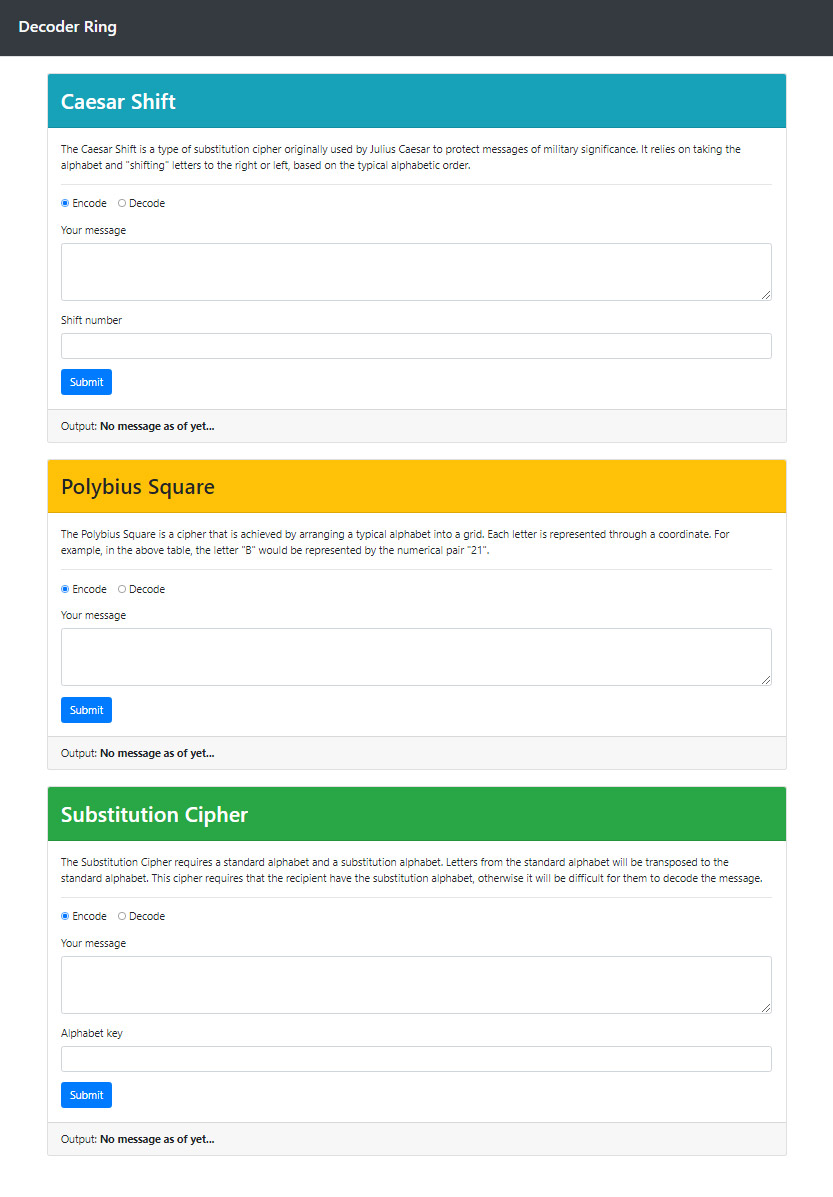 Decoder Ring
Caesar Shift
The Caesar Shift is a type of substitution cipher originally used by Julius Caesar to protect messages of military significance. It relies on taking the
alphabet and "shifting" letters to the right or left, based on the typical alphabetic order.
Encode Decode
Your message
Shift number
Submit
Output: No message as of yet...
Polybius Square
The Polybius Square is a cipher that is achieved by arranging a typical alphabet into a grid. Each letter is represented through a coordinate. For
example, in the above table, the letter "B" would be represented by the numerical pair "21".
Encode Decode
Your message
Submit
Output: No message as of yet...
Substitution Cipher
The Substitution Cipher requires a standard alphabet and a substitution alphabet. Letters from the standard alphabet will be transposed to the
standard alphabet. This cipher requires that the recipient have the substitution alphabet, otherwise it will be difficult for them to decode the message.
Encode Decode
Your message
Alphabet key
Submit
Output: No message as of yet...